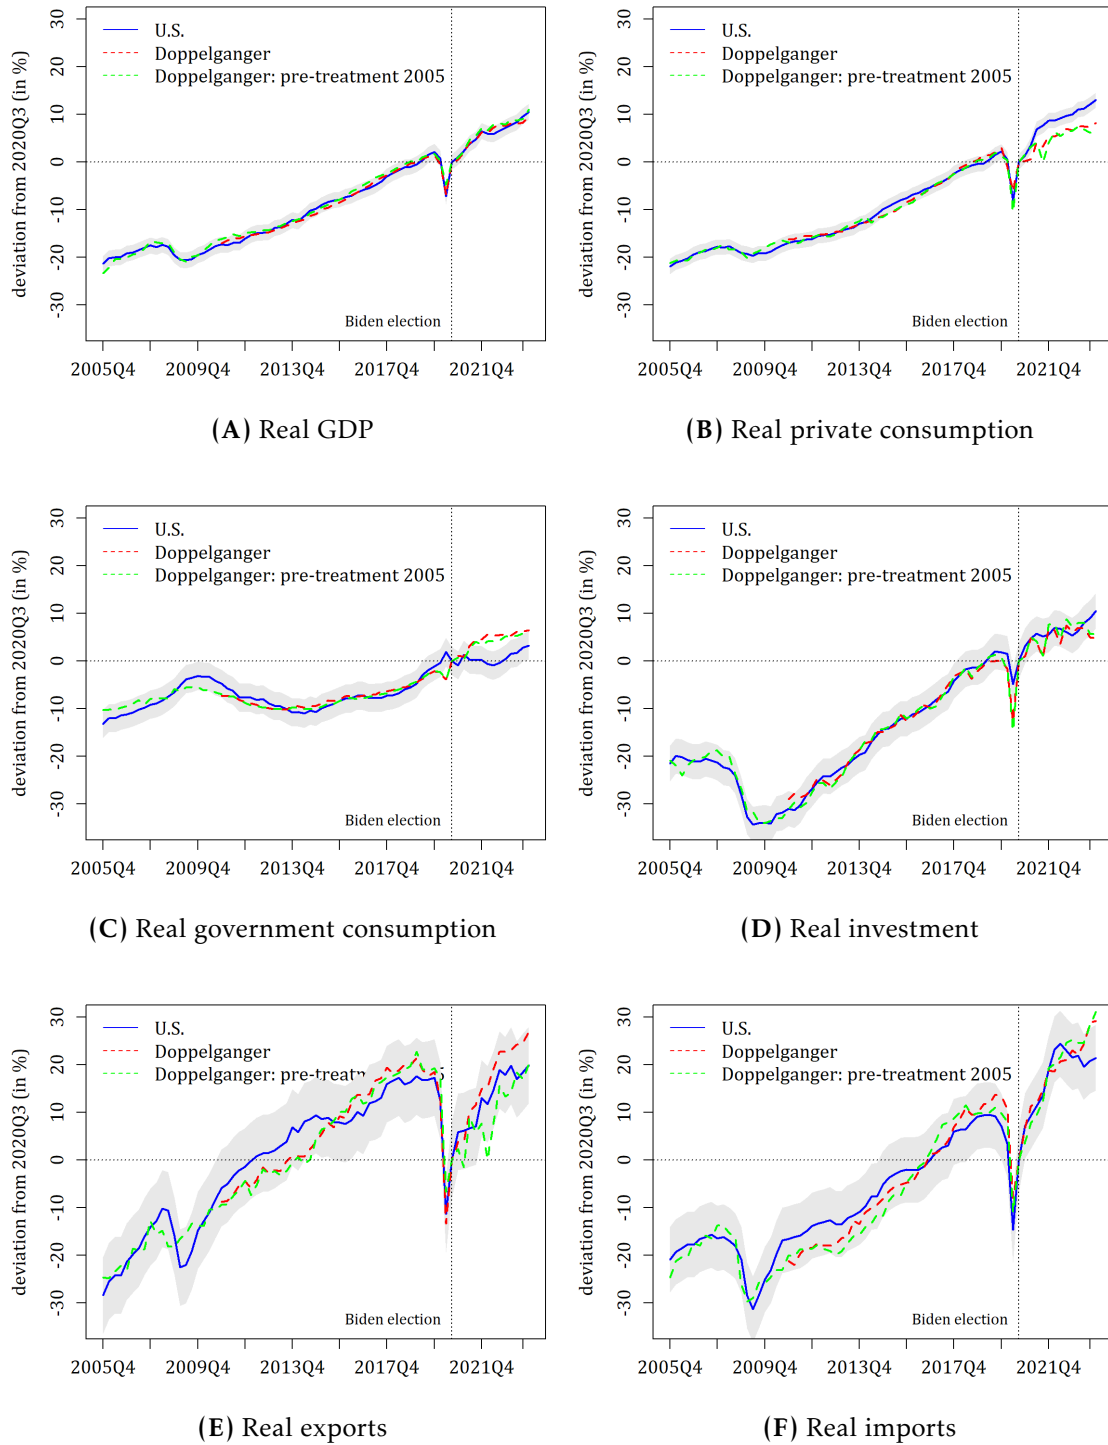 deviation from 2020Q3 (in %)
30
20
10
0
-10
-20
-30
U.S.
Doppelganger
Doppelganger: pre-treatment 2005
Biden election
2005Q4 2009Q4 2013Q4 2017Q4 2021Q4
(A) Real GDP
deviation from 2020Q3 (in %)
30
20
10
0
-10
-20
-30
U.S.
Doppelganger
Doppelganger: pre-treatment 2005
Biden election
2005Q4 2009Q4 2013Q4 2017Q4 2021Q4
(B) Real private consumption
deviation from 2020Q3 (in %)
30
20
10
0
-10
-20
-30
U.S.
Doppelganger
Doppelganger: pre-treatment 2005
Biden election
2005Q4 2009Q4 2013Q4 2017Q4 2021Q4
(C) Real government consumption
deviation from 2020Q3 (in %)
30
20
10
0
-10
-20
-30
U.S.
Doppelganger
Doppelganger: pre-treatment 2005
Biden election
2005Q4 2009Q4 2013Q4 2017Q4 2021Q4
(D) Real investment
deviation from 2020Q3 (in %)
30
20
10
0
-10
-20
-30
U.S.
Doppelganger
Doppelganger:
Biden election
2005Q4 2009Q4 2013Q4 2017Q4 2021Q4
(E) Real exports
deviation from 2020Q3 (in %)
30
20
10
0
-10
-20
-30
U.S.
Doppelganger
Doppelganger: pre-treatment 2005
Biden election
2005Q4 2009Q4 2013Q4 2017Q4 2021Q4
(F) Real imports